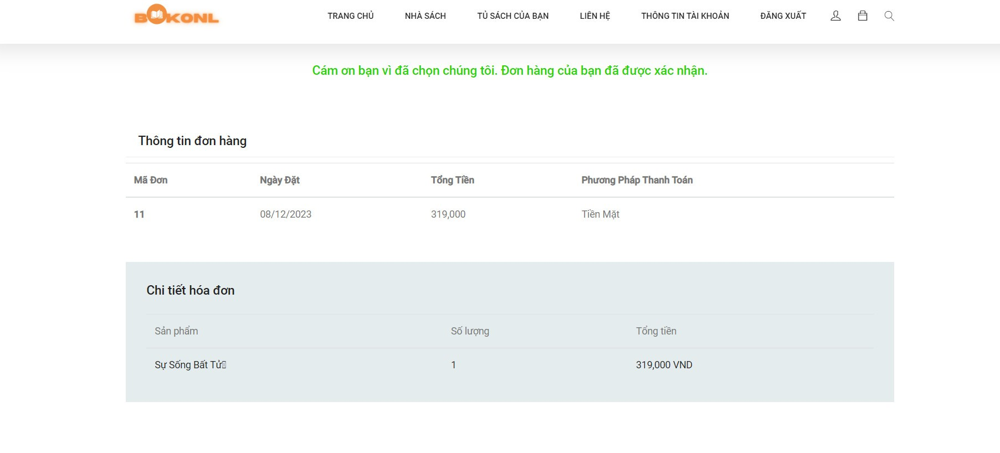 BOOKONL
TRANG CHỦ NHÀ SÁCH TỦ SÁCH CỦA BẠN LIÊN HỆ THÔNG TIN TÀI KHOẢN ĐĂNG XUẤT
Cám ơn bạn vì đã chọn chúng tôi. Đơn hàng của bạn đã được xác nhận.
Thông tin đơn hàng
Mã Đơn Ngày Đặt Tổng Tiền Phương Pháp Thanh Toán
11 08/12/2023 319,000 Tiền Mặt
Chi tiết hóa đơn
Sản phẩm Số lượng Tổng tiền
Sự Sống Bất Tử 1 319,000 VND